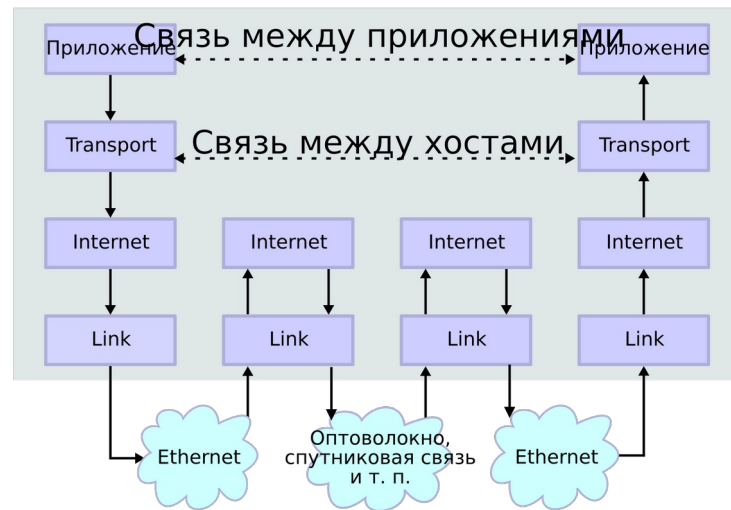 Связь между приложениями
Приложение
Приложение
Связь между хостами
Transport
Transport
Internet
Internet
Internet
Internet
Link
Link
Link
Link
Ethernet
Оптоволокно,
спутниковая связь
и т. п.
Ethernet